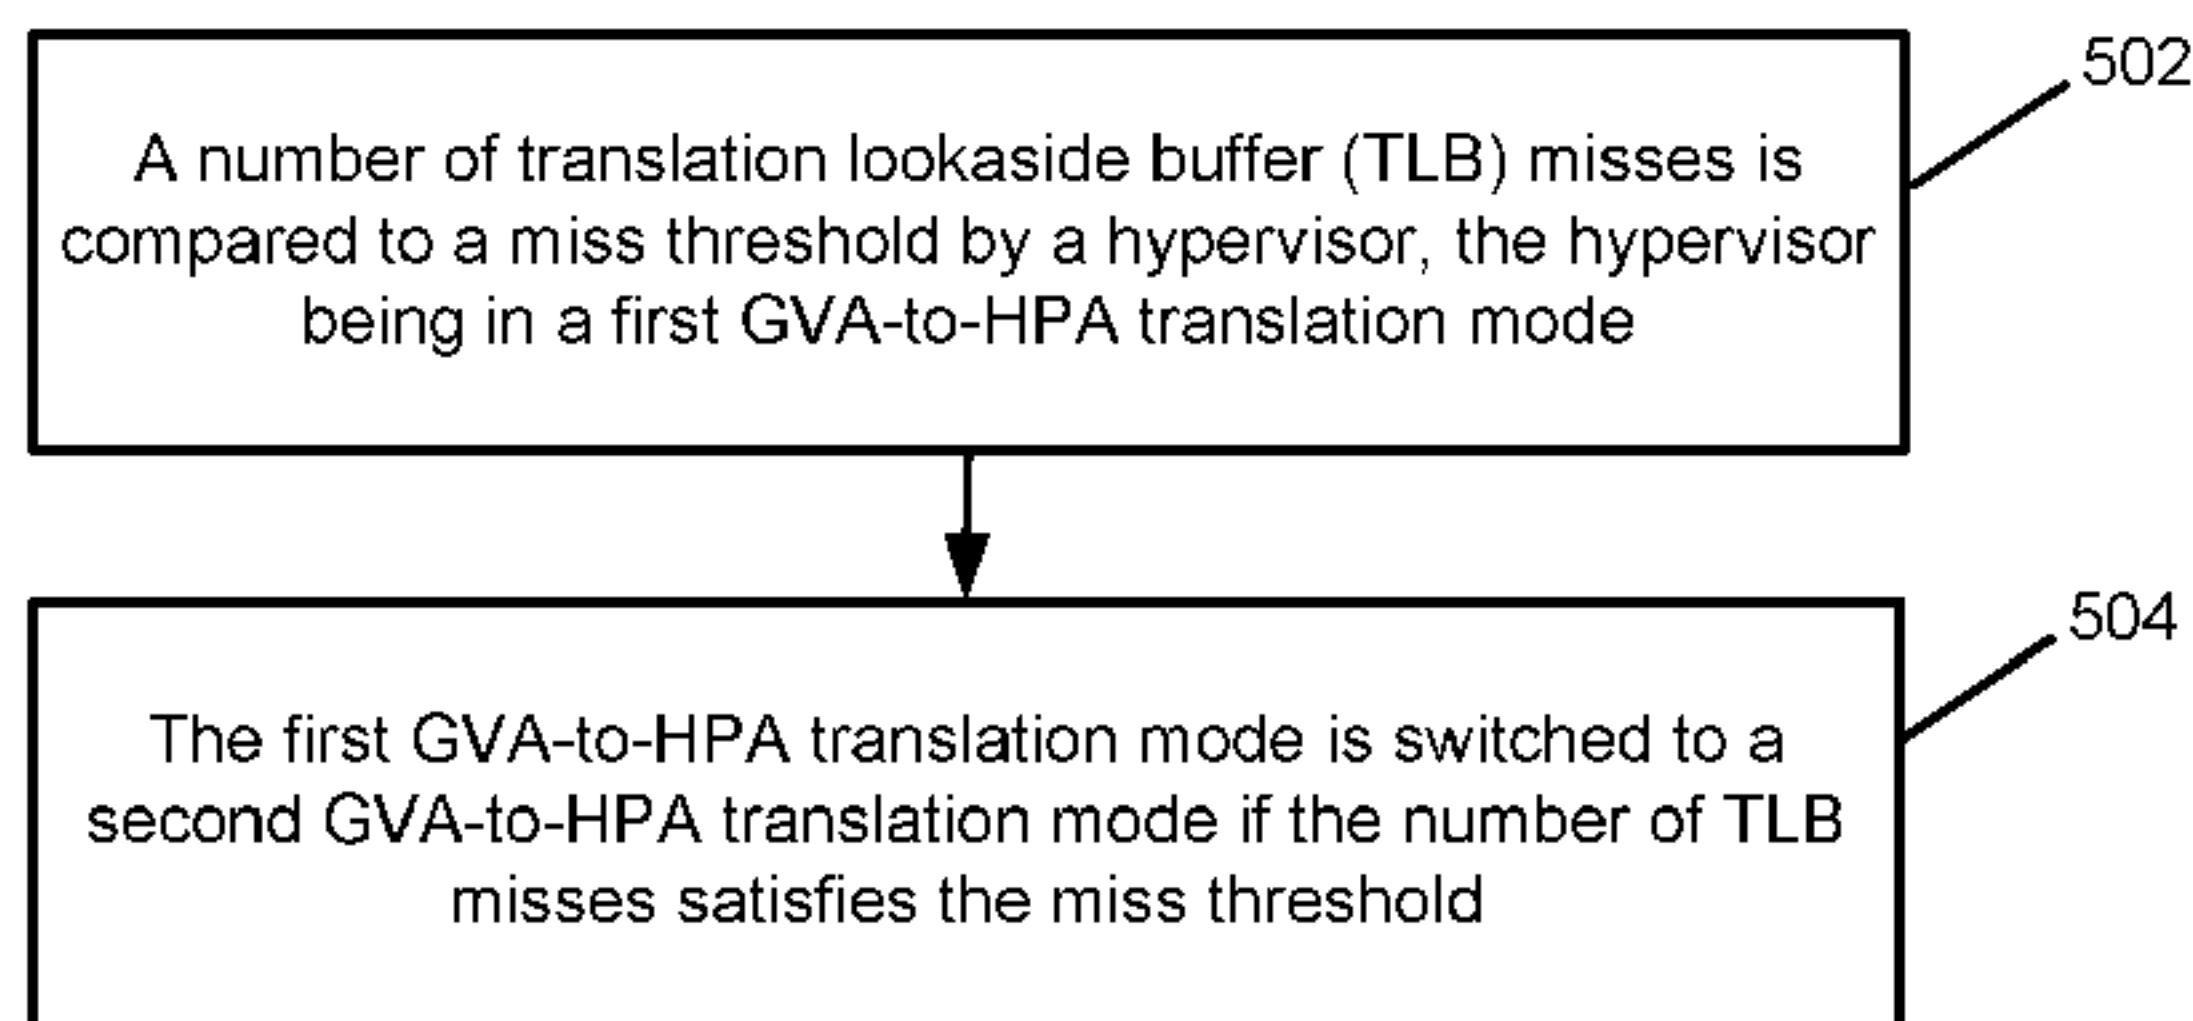 502
A number of translation lookaside buffer (TLB) misses is
compared to a miss threshold by a hypervisor, the hypervisor
being in a first GVA-to-HPA translation mode
504
The first GVA-to-HPA translation mode is switched to a
second GVA-to-HPA translation mode if the number of TLB
misses satisfies the miss threshold